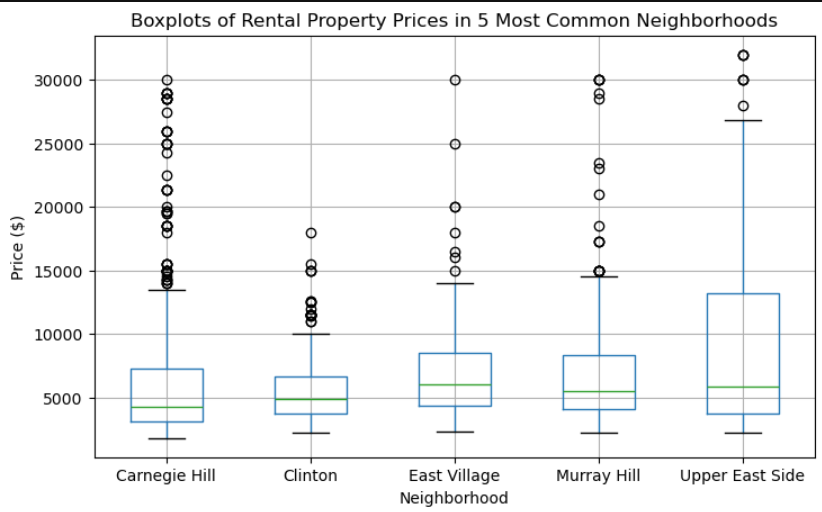 Boxplots of Rental Property Prices in 5 Most Common Neighborhoods
30000
25000
20000
15000
10000
5000
Price ($)
Carnegie Hill Clinton East Village Murray Hill Upper East Side
Neighborhood